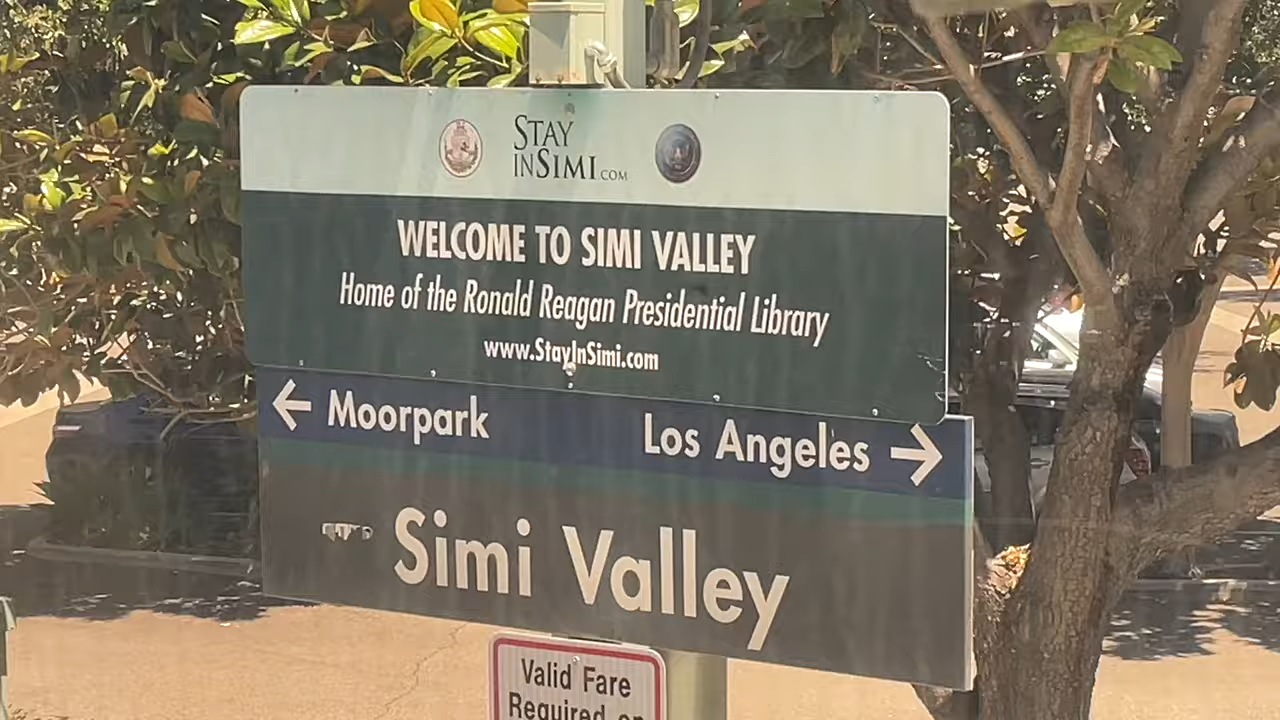 STAY
INSIMI.COM
WELCOME TO SIMI VALLEY
Home of the Ronald Reagan Presidential Library
www.StayInSimi.com
← Moorpark
Los Angeles →
Simi Valley
Valid Fare
Required on